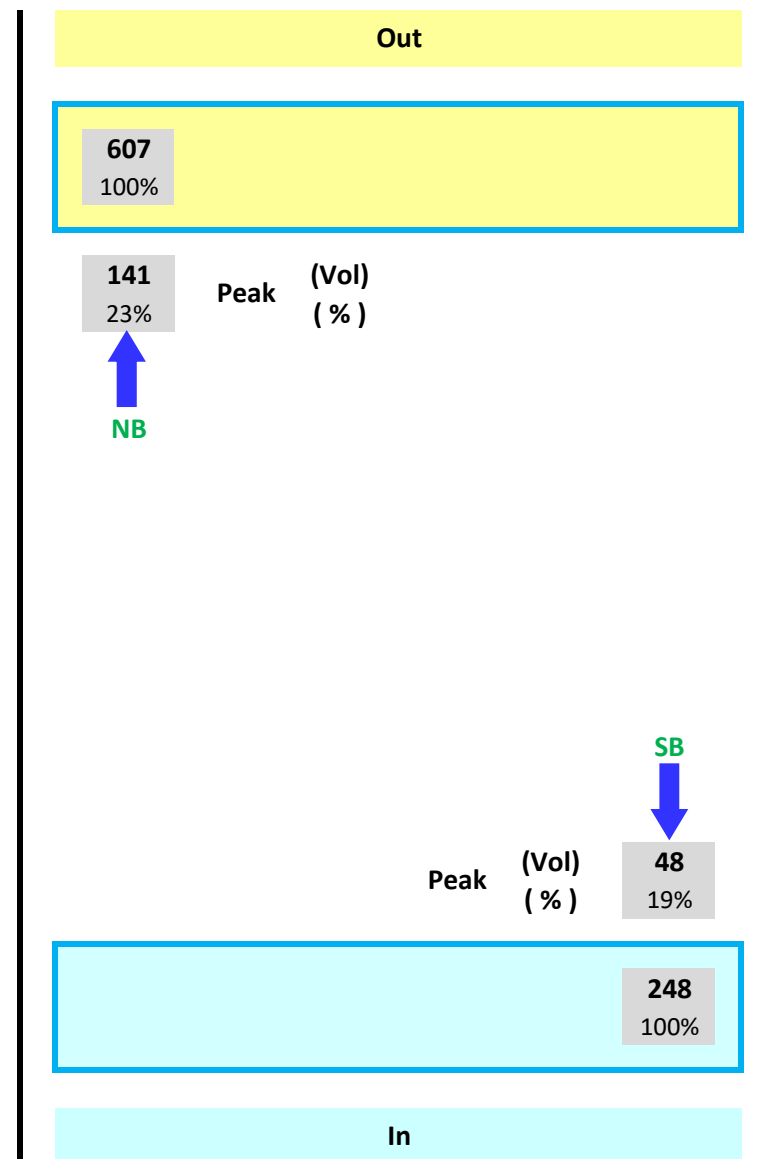 Out
607
100%
141
23%
Peak
(Vol)
( % )
NB
SB
Peak
(Vol)
( % )
48
19%
248
100%
In